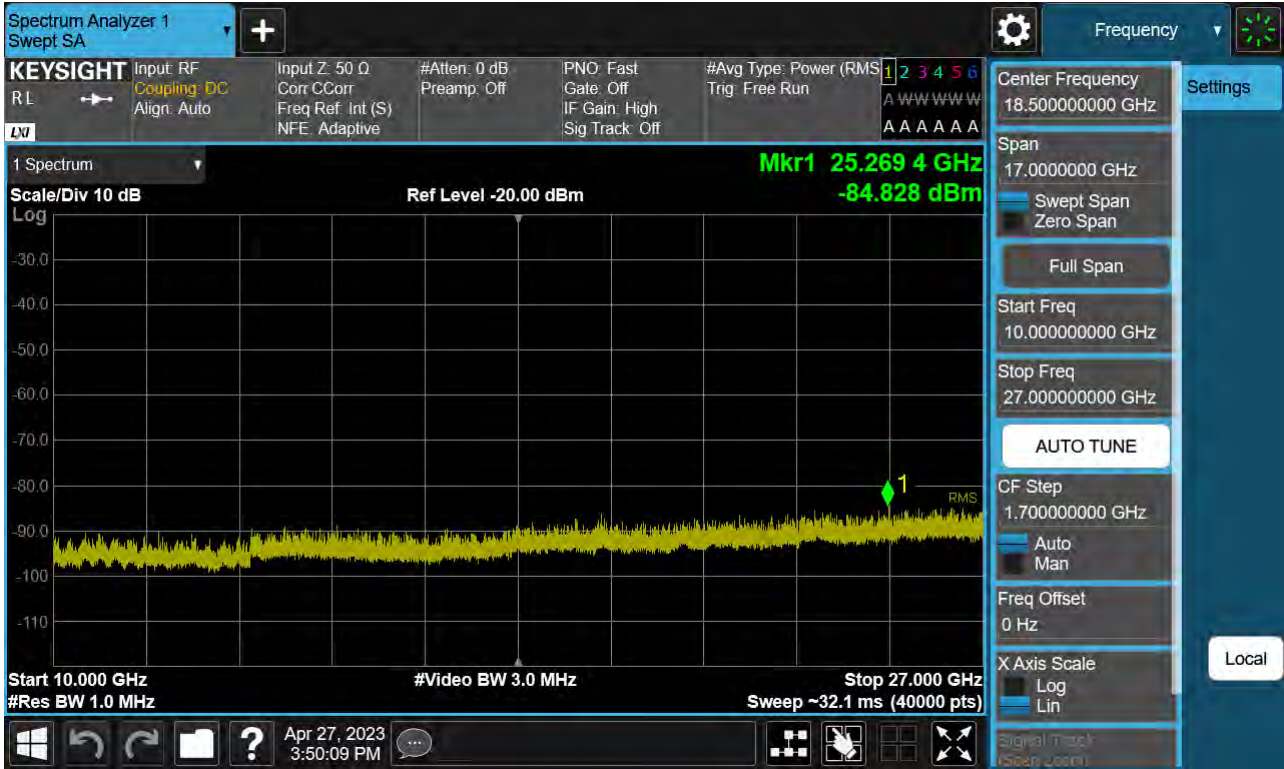 Spectrum Analyzer 1
Swept SA
+
Frequency
KEYSIGHT
R L
LXI
Input: RF
Coupling: DC
Align: Auto
Input Z: 50 Ω
Corr CCorr
Freq Ref: Int (S)
NFE: Adaptive
#Atten: 0 dB
Preamp: Off
PNO: Fast
Gate: Off
IF Gain: High
Sig Track: Off
#Avg Type: Power (RMS
Trig: Free Run
1 2 3 4 5 6
A W W W W W
A A A A A A
1 Spectrum
Scale/Div 10 dB
Log
Ref Level -20.00 dBm
Mkr1 25.269 4 GHz
-84.828 dBm
-30.0
-40.0
-50.0
-60.0
-70.0
-80.0
-90.0
-100
-110
1
RMS
Start 10.000 GHz
#Res BW 1.0 MHz
#Video BW 3.0 MHz
Stop 27.000 GHz
Sweep ~32.1 ms (40000 pts)
Center Frequency
18.500000000 GHz
Span
17.0000000 GHz
Swept Span
Zero Span
Full Span
Start Freq
10.000000000 GHz
Stop Freq
27.000000000 GHz
AUTO TUNE
CF Step
1.700000000 GHz
Auto
Man
Freq Offset
0 Hz
X Axis Scale
Log
Lin
Signal Track
(Span Zoom)
Settings
Local
?
Apr 27, 2023
3:50:09 PM